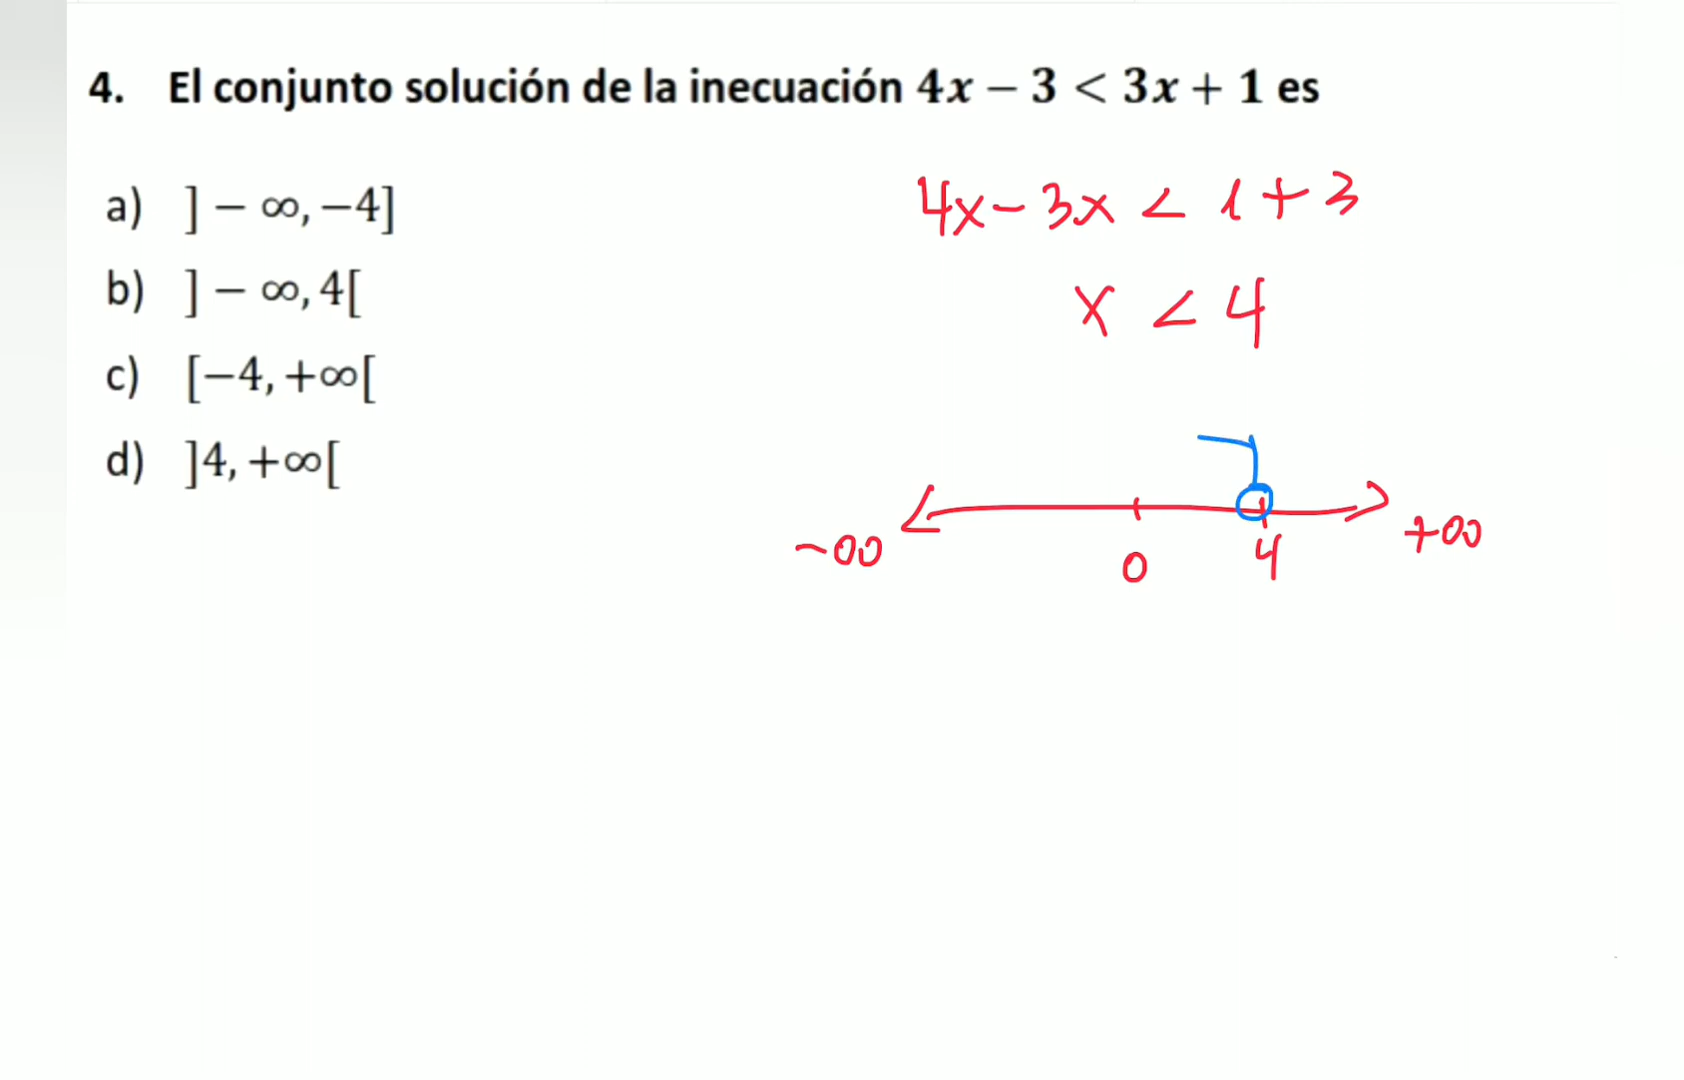 4. El conjunto solución de la inecuación 4x − 3 < 3x + 1 es
a) ]− ∞, −4]
b) ]− ∞, 4[
c) [−4, +∞[
d) ]4, +∞[
4x − 3x < 1 + 3
x < 4
−∞ 0 4 +∞